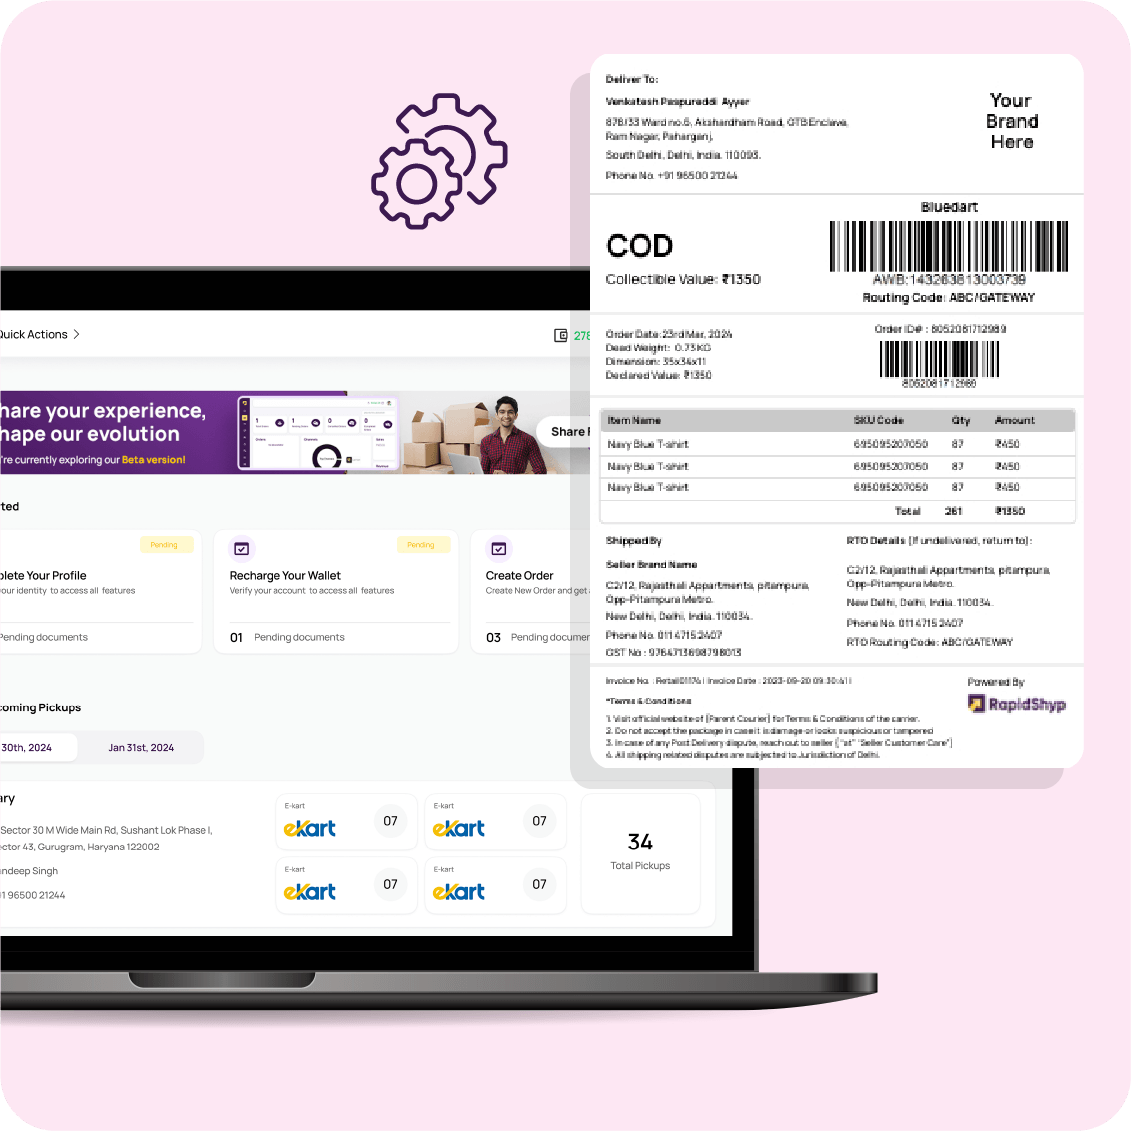 Deliver To:
Venkatesh Paspureddi Ayyer
876/33 Ward no.6, Akshardham Road, GTB Enclave,
Ram Nagar, Paharganj,
South Delhi, Delhi, India. 110093.
Phone No. +91 96500 21244
Your
Brand
Here
COD
Collectible Value: ₹1350
Bluedart
AWB:143263813003739
Routing Code: ABC/GATEWAY
Order Date:23rd Mar, 2024
Dead Weight: 0.73KG
Dimension: 35x34x11
Declared Value: ₹1350
Order ID# : 8052081712989
8052081712989
Item Name SKU Code Qty Amount
Navy Blue T-shirt 695095207050 87 ₹450
Navy Blue T-shirt 695095207050 87 ₹450
Navy Blue T-shirt 695095207050 87 ₹450
Total 261 ₹1350
Shipped By
Seller Brand Name
C2/12, Rajasthali Appartments, pitampura,
Opp-Pitampura Metro.
New Delhi, Delhi, India. 110034.
Phone No. 011 4715 2407
GST No : 9764713698798013
RTO Details (If undelivered, return to):
C2/12, Rajasthali Appartments, pitampura,
Opp-Pitampura Metro.
New Delhi, Delhi, India. 110034.
Phone No. 011 4715 2407
RTO Routing Code: ABC/GATEWAY
Invoice No. : Retail01174 | Invoice Date : 2023-09-20 09:30:41 |
*Terms & Conditions
1. Visit official website of [Parent Courier] for Terms & Conditions of the carrier.
2. Do not accept the package in case it is damage or looks suspicious or tampered
3. In case of any Post Delivery dispute, reach out to seller ["at" "Seller Customer Care"]
4. All shipping related disputes are subjected to Jurisdiction of Delhi.
Powered By
RapidShyp
Quick Actions
278
hare your experience,
hape our evolution
're currently exploring our Beta version!
Share F
ted
Pending
lete Your Profile
our identity to access all features
Pending documents
Pending
Recharge Your Wallet
Verify your account to access all features
01 Pending documents
Create Order
Create New Order and get
03 Pending documen
coming Pickups
30th, 2024
Jan 31st, 2024
ary
Sector 30 M Wide Main Rd, Sushant Lok Phase I,
ector 43, Gurugram, Haryana 122002
ndeep Singh
91 96500 21244
E-kart
ekart
07
E-kart
ekart
07
E-kart
ekart
07
E-kart
ekart
07
34
Total Pickups